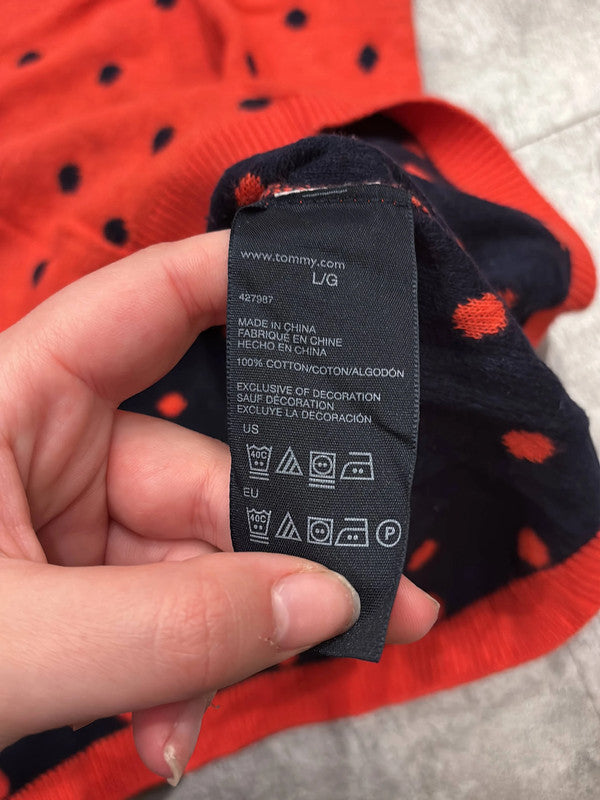 www.tommy.com
L/G
427987
MADE IN CHINA
FABRIQUÉ EN CHINE
HECHO EN CHINA
100% COTTON/COTON/ALGODÓN
EXCLUSIVE OF DECORATION
SAUF DÉCORATION
EXCLUYE LA DECORACIÓN
US
40C
EU
40C P